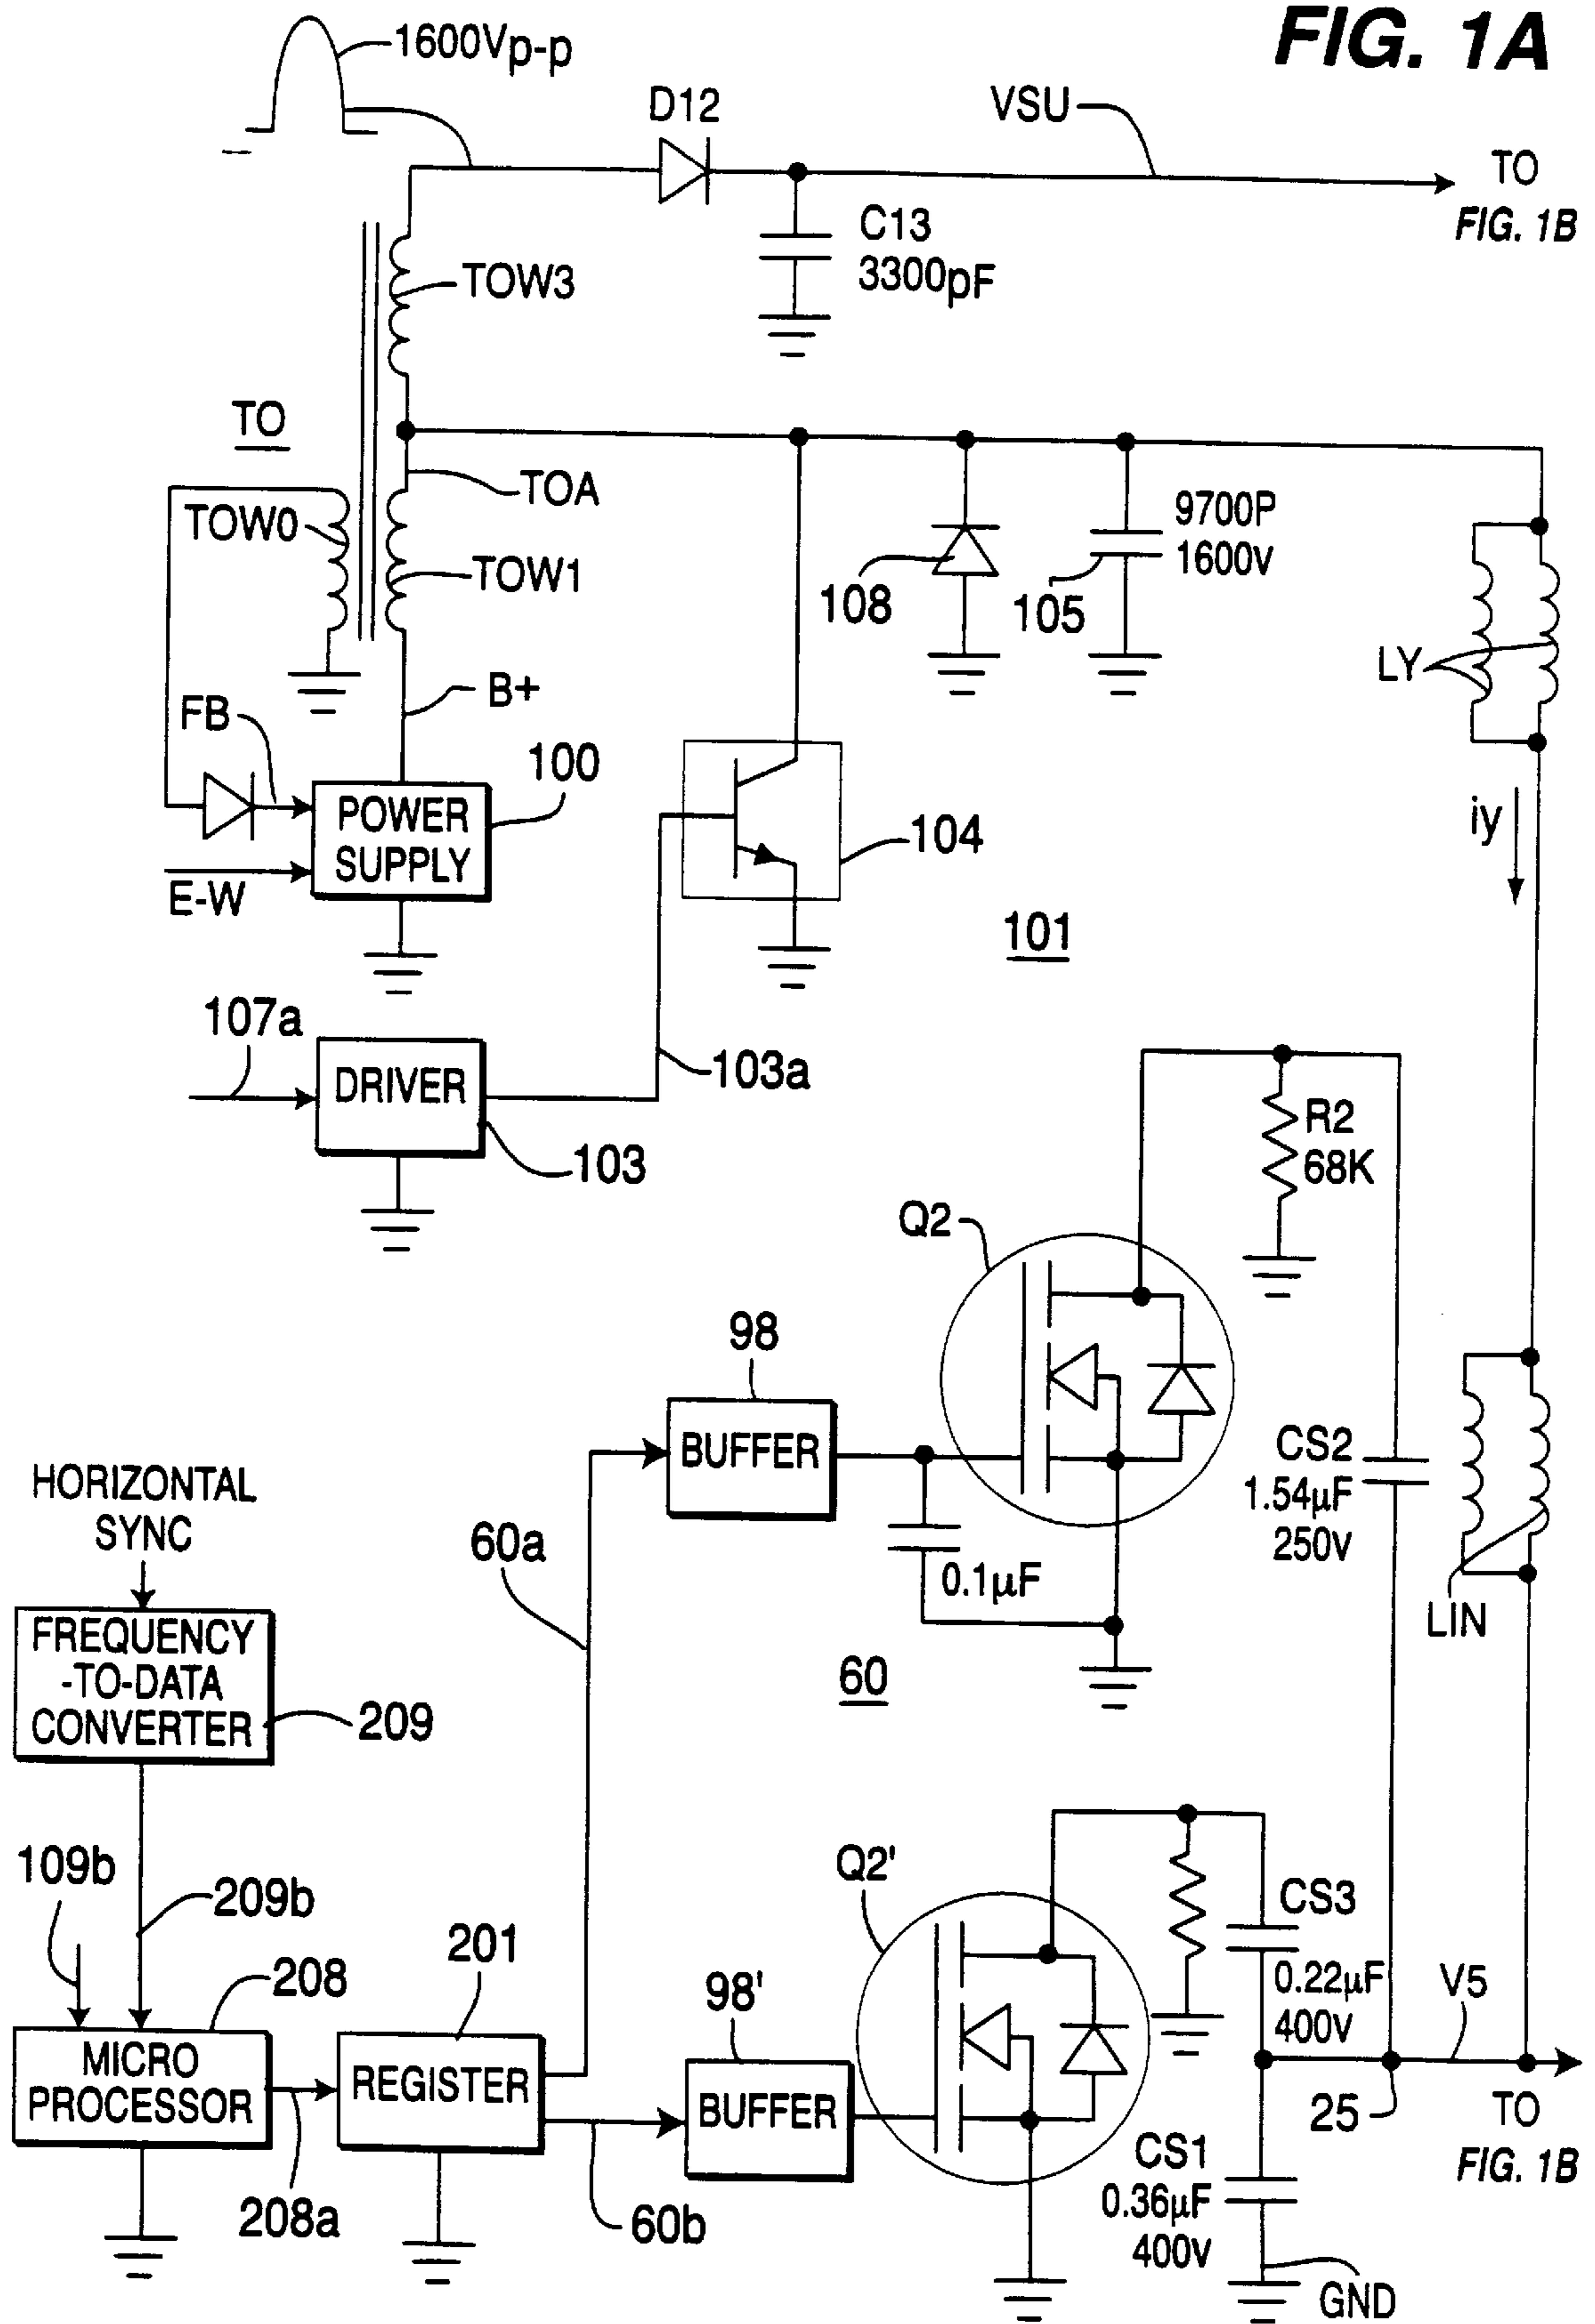 FIG. 1A
1600Vp-p
D12
VSU
TO
FIG. 1B
C13
3300pF
TOW3
TO
TOA
TOW0
TOW1
9700P
1600V
108
105
LY
B+
FB
100
POWER
SUPPLY
E-W
104
iy
101
107a
DRIVER
103a
103
R2
68K
Q2
98
BUFFER
CS2
1.54µF
250V
HORIZONTAL
SYNC
60a
0.1µF
LIN
FREQUENCY
-TO-DATA
CONVERTER
209
60
109b
209b
Q2'
CS3
0.22µF
400V
201
208
98'
V5
MICRO
PROCESSOR
REGISTER
BUFFER
25
TO
FIG. 1B
CS1
0.36µF
400V
208a
60b
GND